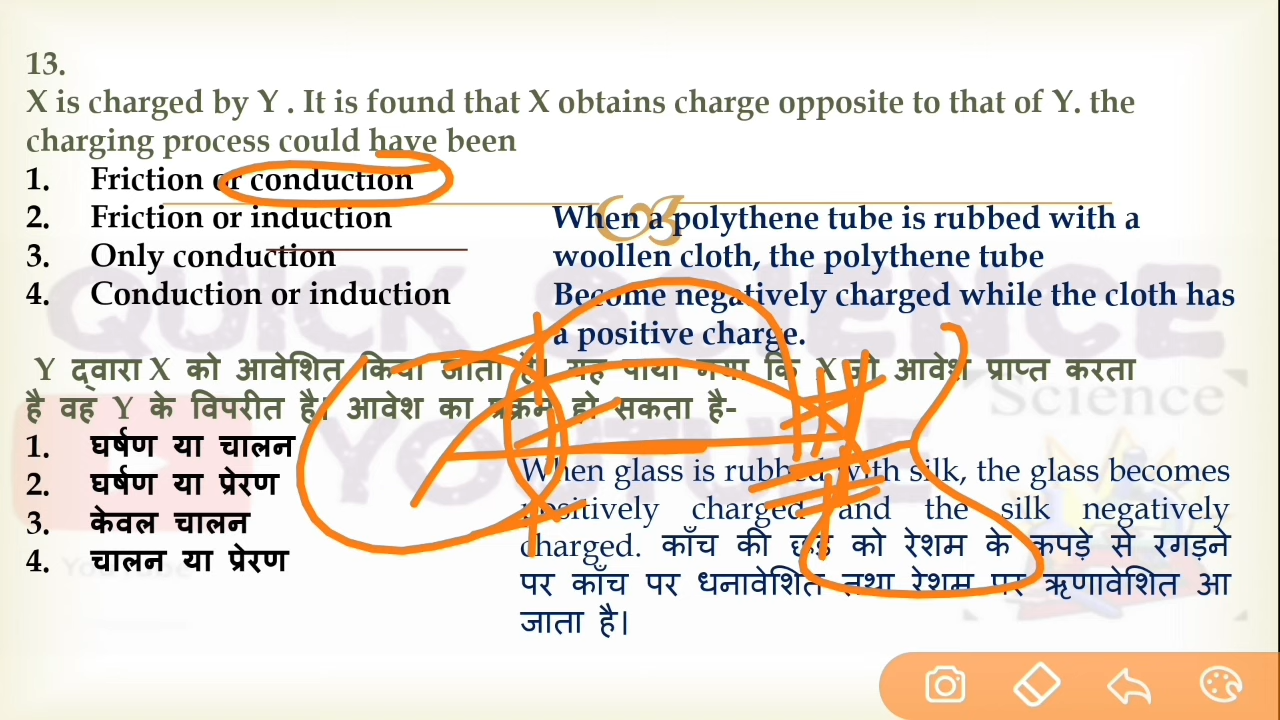 13.
X is charged by Y . It is found that X obtains charge opposite to that of Y. the
charging process could have been
1. Friction or conduction
2. Friction or induction
3. Only conduction
4. Conduction or induction
When a polythene tube is rubbed with a
woollen cloth, the polythene tube
Become negatively charged while the cloth has
a positive charge.
Y द्वारा X को आवेशित किया जाता है। यह पाया गया कि X जो आवेश प्राप्त करता
है वह Y के विपरीत है। आवेश का प्रक्रम हो सकता है-
1. घर्षण या चालन
2. घर्षण या प्रेरण
3. केवल चालन
4. चालन या प्रेरण
When glass is rubbed with silk, the glass becomes
positively charged and the silk negatively
charged. काँच की छड़ को रेशम के कपड़े से रगड़ने
पर काँच पर धनावेशित तथा रेशम पर ऋणावेशित आ
जाता है।
QUICK SCIENCE
YOUTUBE
Science
YouTube